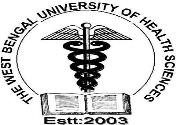 THE WEST BENGAL UNIVERSITY OF HEALTH SCIENCES
Estt:2003